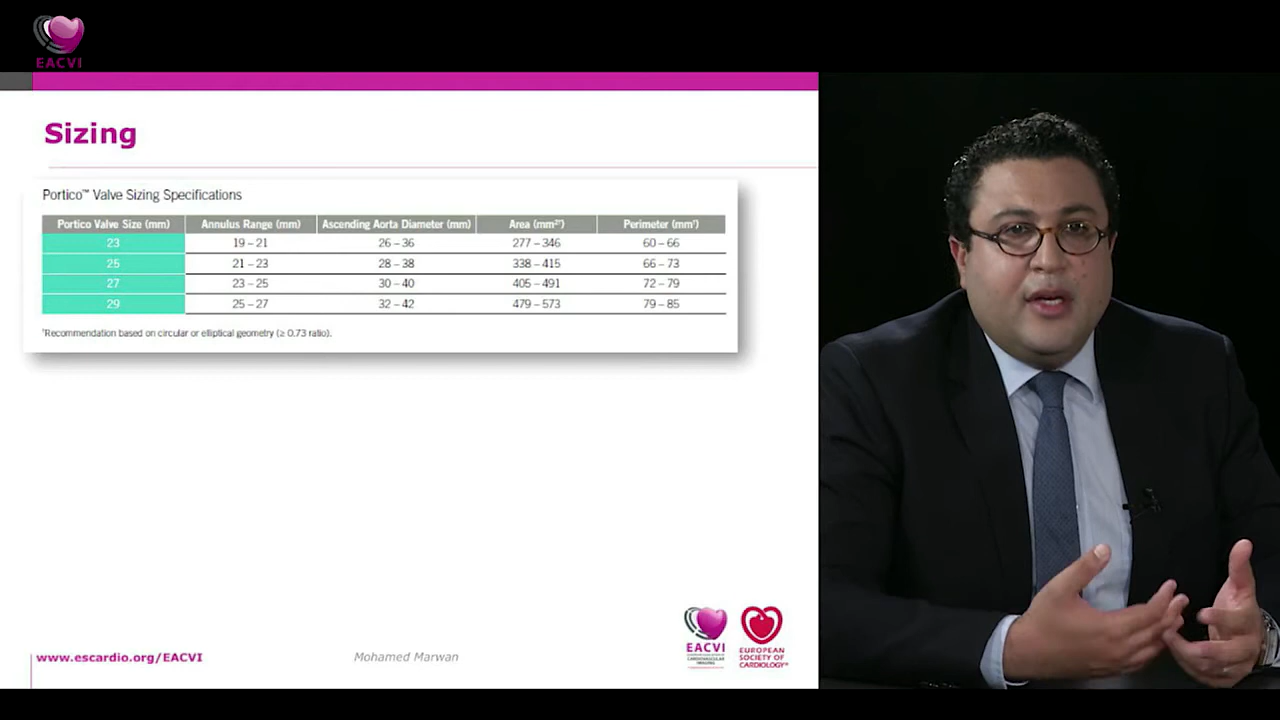 EACVI
Sizing
Portico™ Valve Sizing Specifications
Portico Valve Size (mm) Annulus Range (mm) Ascending Aorta Diameter (mm) Area (mm²†) Perimeter (mm†)
23 19 – 21 26 – 36 277 – 346 60 – 66
25 21 – 23 28 – 38 338 – 415 66 – 73
27 23 – 25 30 – 40 405 – 491 72 – 79
29 25 – 27 32 – 42 479 – 573 79 – 85
†Recommendation based on circular or elliptical geometry (≥ 0.73 ratio).
www.escardio.org/EACVI
Mohamed Marwan
EACVI
EUROPEAN
SOCIETY OF
CARDIOLOGY®